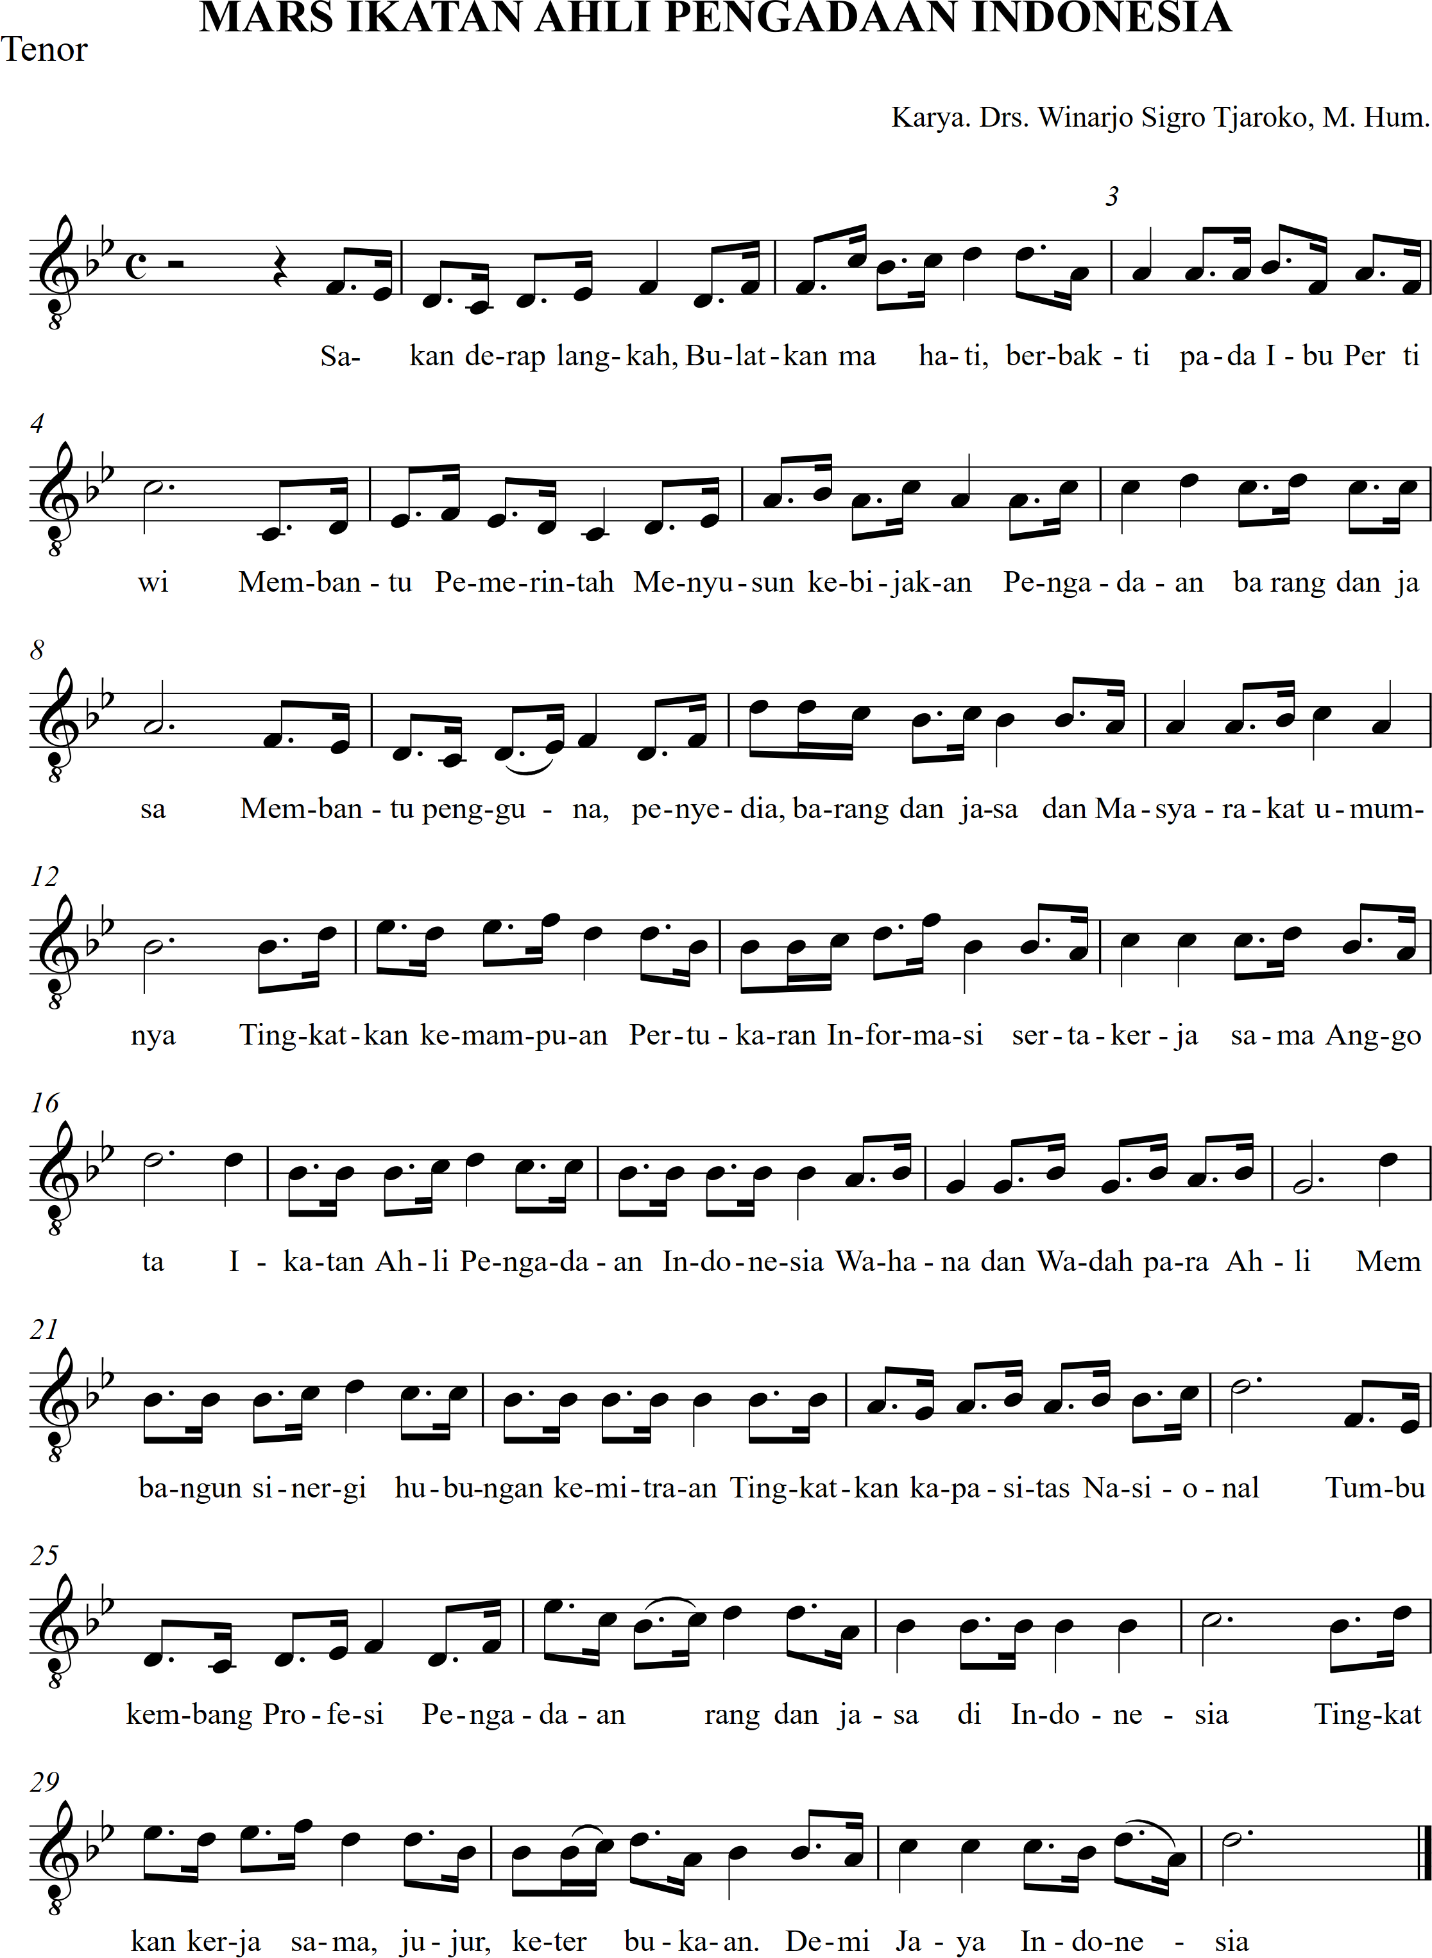 MARS IKATAN AHLI PENGADAAN INDONESIA
Tenor
Karya. Drs. Winarjo Sigro Tjaroko, M. Hum.
3
8
Sa- kan de-rap lang-kah, Bu-lat-kan ma ha-ti, ber-bak-ti pa-da I-bu Per ti
4
8
wi Mem-ban-tu Pe-me-rin-tah Me-nyu-sun ke-bi-jak-an Pe-nga-da-an ba rang dan ja
8
8
sa Mem-ban-tu peng-gu-na, pe-nye-dia, ba-rang dan ja-sa dan Ma-sya-ra-kat u-mum-
12
8
nya Ting-kat-kan ke-mam-pu-an Per-tu-ka-ran In-for-ma-si ser-ta-ker-ja sa-ma Ang-go
16
8
ta I-ka-tan Ah-li Pe-nga-da-an In-do-ne-sia Wa-ha-na dan Wa-dah pa-ra Ah-li Mem
21
8
ba-ngun si-ner-gi hu-bu-ngan ke-mi-tra-an Ting-kat-kan ka-pa-si-tas Na-si-o-nal Tum-bu
25
8
kem-bang Pro-fe-si Pe-nga-da-an rang dan ja-sa di In-do-ne-sia Ting-kat
29
8
kan ker-ja sa-ma, ju-jur, ke-ter bu-ka-an. De-mi Ja-ya In-do-ne-sia